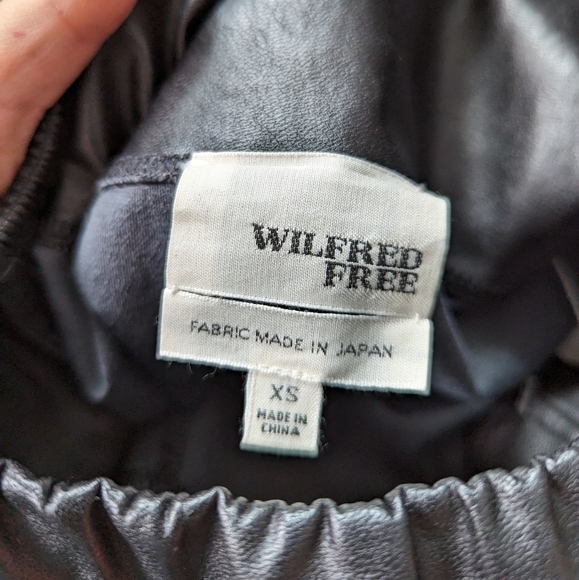 WILFRED
FREE
FABRIC MADE IN JAPAN
XS
MADE IN
CHINA